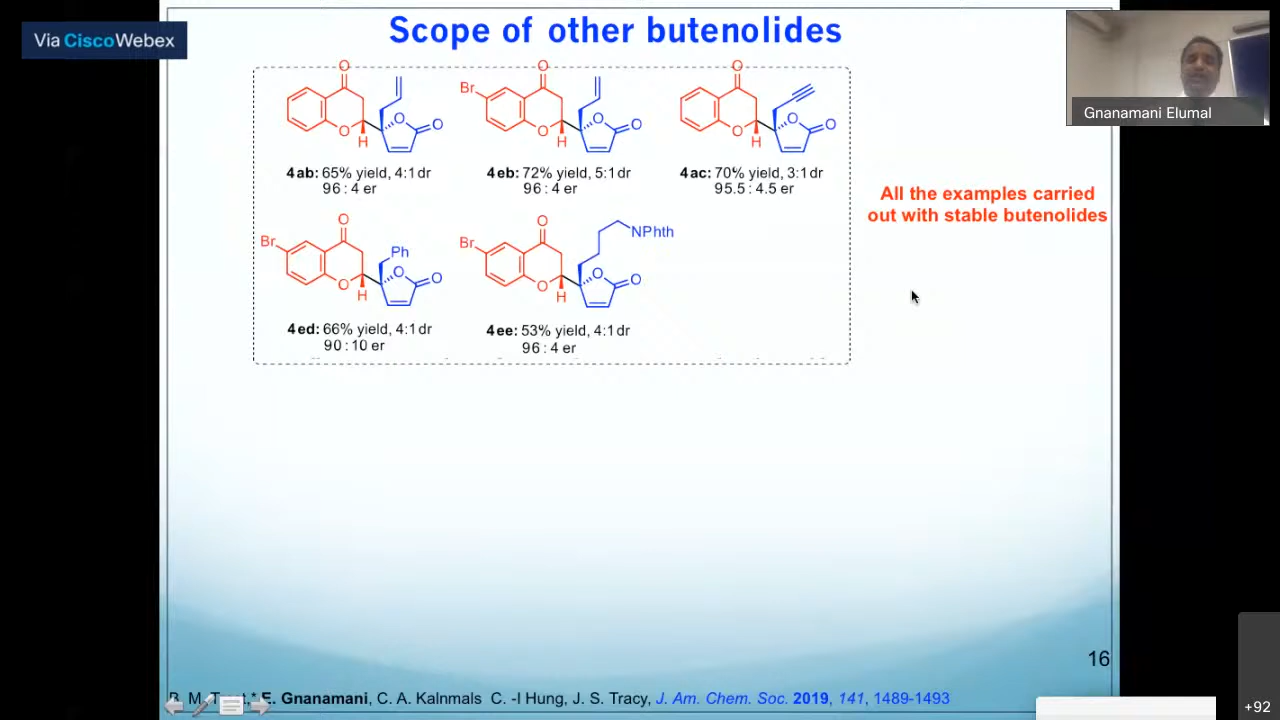 Via Cisco Webex
Scope of other butenolides
Gnanamani Elumal
O
O
H
O
O
4ab: 65% yield, 4:1 dr
96 : 4 er
Br
O
O
H
O
O
4eb: 72% yield, 5:1 dr
96 : 4 er
O
O
H
O
O
4ac: 70% yield, 3:1 dr
95.5 : 4.5 er
All the examples carried
out with stable butenolides
Br
O
O
H
Ph
O
O
4ed: 66% yield, 4:1 dr
90 : 10 er
Br
O
O
H
NPhth
O
O
4ee: 53% yield, 4:1 dr
96 : 4 er
16
B. M. E. Gnanamani, C. A. Kalnmals C. -I Hung, J. S. Tracy, J. Am. Chem. Soc. 2019, 141, 1489-1493
+92